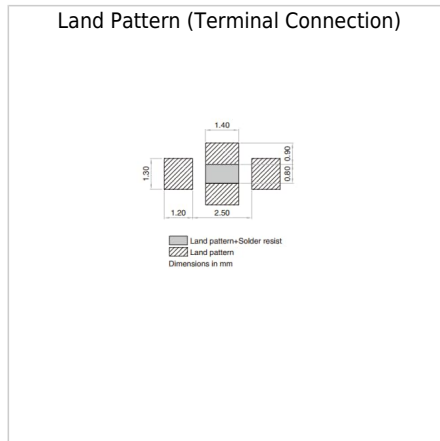 Land Pattern (Terminal Connection)
1.40
0.90
1.30
0.80
1.20
2.50
Land pattern+Solder resist
Land pattern
Dimensions in mm